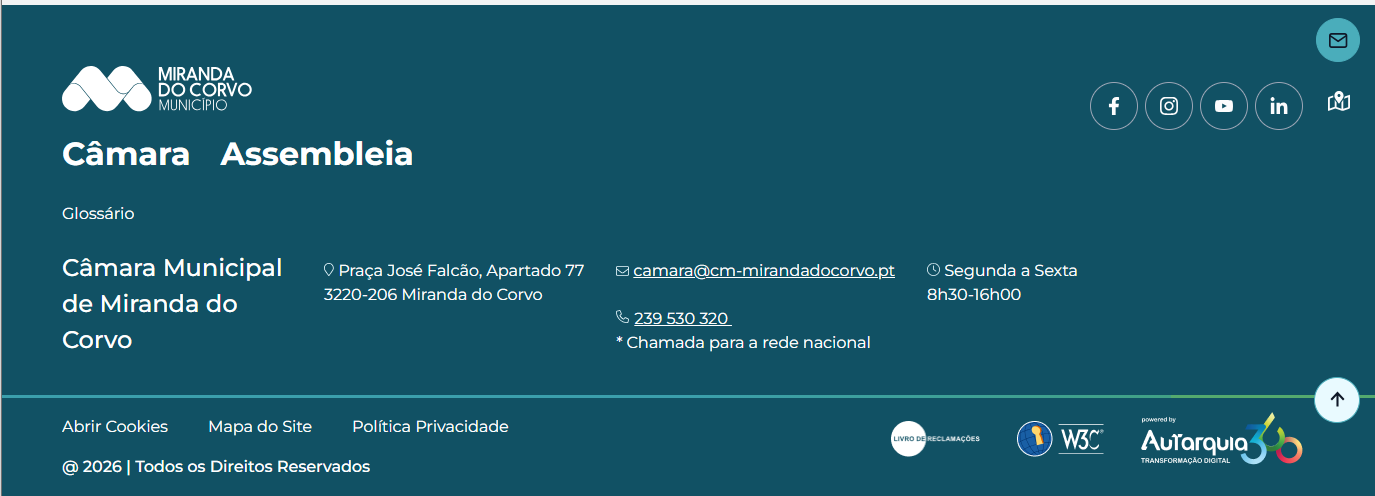 MIRANDA
DO CORVO
MUNICÍPIO
Câmara Assembleia
Glossário
Câmara Municipal
de Miranda do
Corvo
Praça José Falcão, Apartado 77
3220-206 Miranda do Corvo
camara@cm-mirandadocorvo.pt
239 530 320
* Chamada para a rede nacional
Segunda a Sexta
8h30-16h00
Abrir Cookies Mapa do Site Política Privacidade
@ 2026 | Todos os Direitos Reservados
LIVRO DE RECLAMAÇÕES
W3C®
powered by
AuTarquia360
TRANSFORMAÇÃO DIGITAL